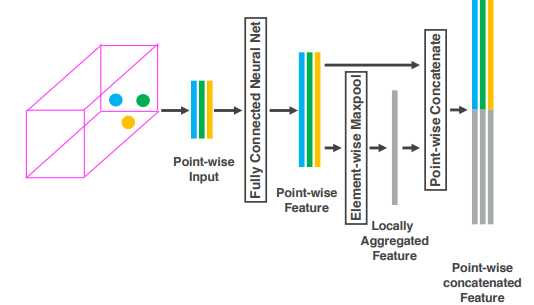 Point-wise
Input
Fully Connected Neural Net
Point-wise
Feature
Element-wise Maxpool
Locally
Aggregated
Feature
Point-wise Concatenate
Point-wise
concatenated
Feature